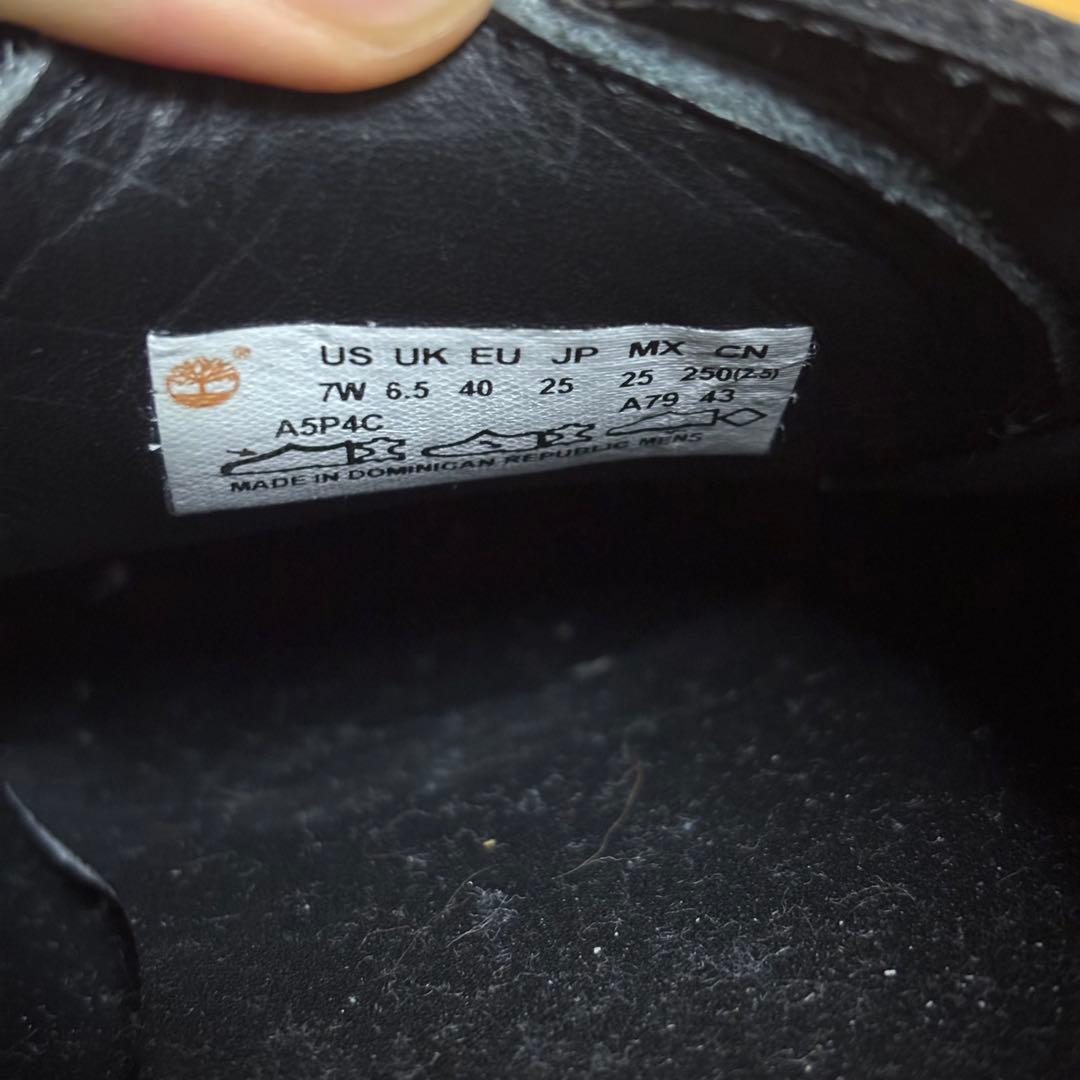 ®
US UK EU JP MX CN
7W 6.5 40 25 25 250(2.5)
A5P4C A79 43
MADE IN DOMINICAN REPUBLIC MENS